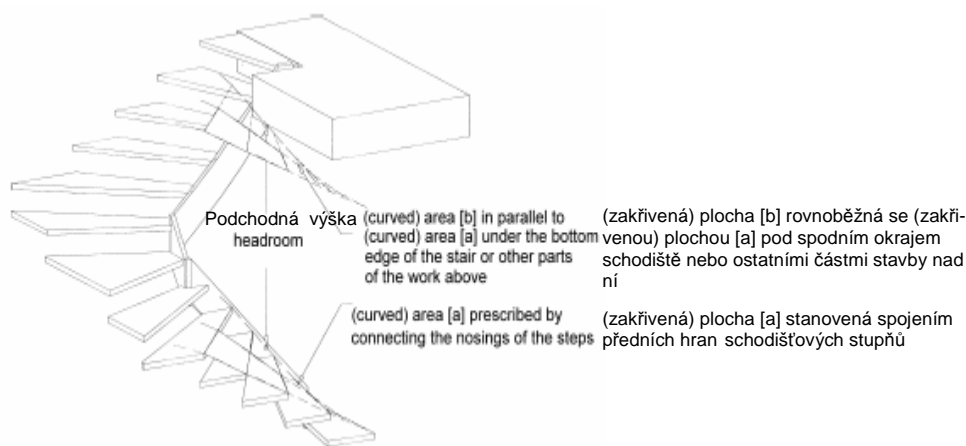 Podchodná výška
headroom
(curved) area [b] in parallel to
(curved) area [a] under the bottom
edge of the stair or other parts
of the work above
(zakřivená) plocha [b] rovnoběžná se (zakři-
venou) plochou [a] pod spodním okrajem
schodiště nebo ostatními částmi stavby nad
ní
(curved) area [a] prescribed by
connecting the nosings of the steps
(zakřivená) plocha [a] stanovená spojením
předních hran schodišťových stupňů